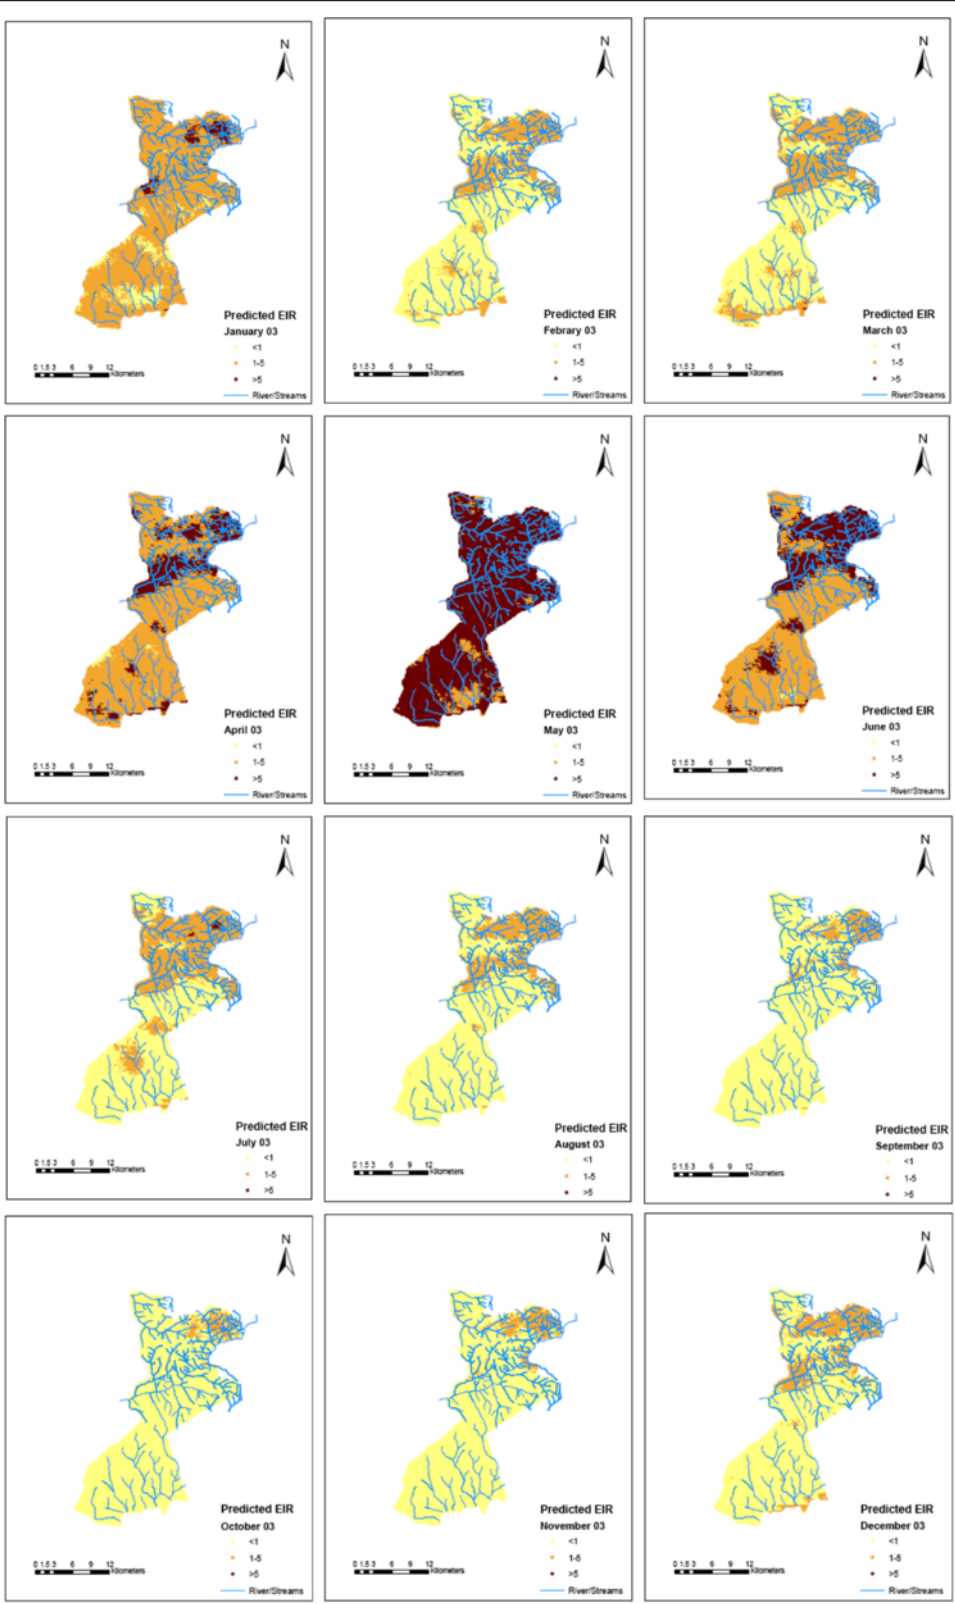 N
Predicted EIR
January 03
<1
1-5
>5
River/Streams
0 1.5 3 6 9 12
Kilometers
N
Predicted EIR
Febrary 03
<1
1-5
>5
River/Streams
0 1.5 3 6 9 12
Kilometers
N
Predicted EIR
March 03
<1
1-5
>5
River/Streams
0 1.5 3 6 9 12
Kilometers
N
Predicted EIR
April 03
<1
1-5
>5
River/Streams
0 1.5 3 6 9 12
Kilometers
N
Predicted EIR
May 03
<1
1-5
>5
River/Streams
0 1.5 3 6 9 12
Kilometers
N
Predicted EIR
June 03
<1
1-5
>5
River/Streams
0 1.5 3 6 9 12
Kilometers
N
Predicted EIR
July 03
<1
1-5
>5
0 1.5 3 6 9 12
Kilometers
N
Predicted EIR
August 03
<1
1-5
>5
0 1.5 3 6 9 12
Kilometers
N
Predicted EIR
September 03
<1
1-5
>5
0 1.5 3 6 9 12
Kilometers
N
Predicted EIR
October 03
<1
1-5
>5
River/Streams
0 1.5 3 6 9 12
Kilometers
N
Predicted EIR
November 03
<1
1-5
>5
River/Streams
0 1.5 3 6 9 12
Kilometers
N
Predicted EIR
December 03
<1
1-5
>5
River/Streams
0 1.5 3 6 9 12
Kilometers